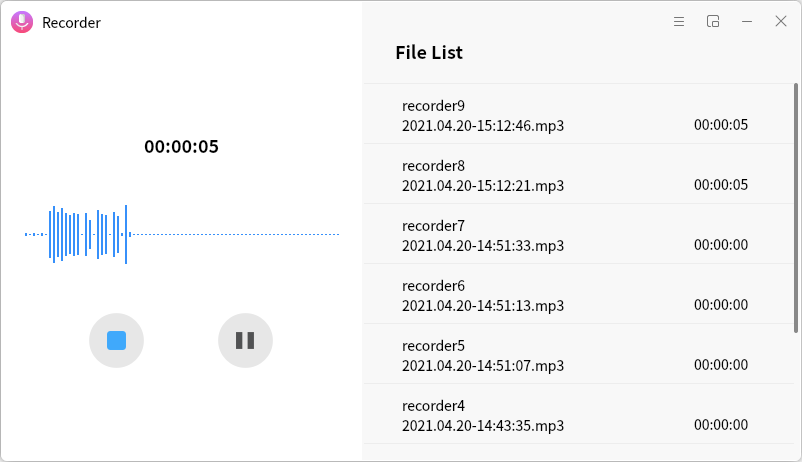 Recorder
00:00:05
File List
recorder9
2021.04.20-15:12:46.mp3 00:00:05
recorder8
2021.04.20-15:12:21.mp3 00:00:05
recorder7
2021.04.20-14:51:33.mp3 00:00:00
recorder6
2021.04.20-14:51:13.mp3 00:00:00
recorder5
2021.04.20-14:51:07.mp3 00:00:00
recorder4
2021.04.20-14:43:35.mp3 00:00:00